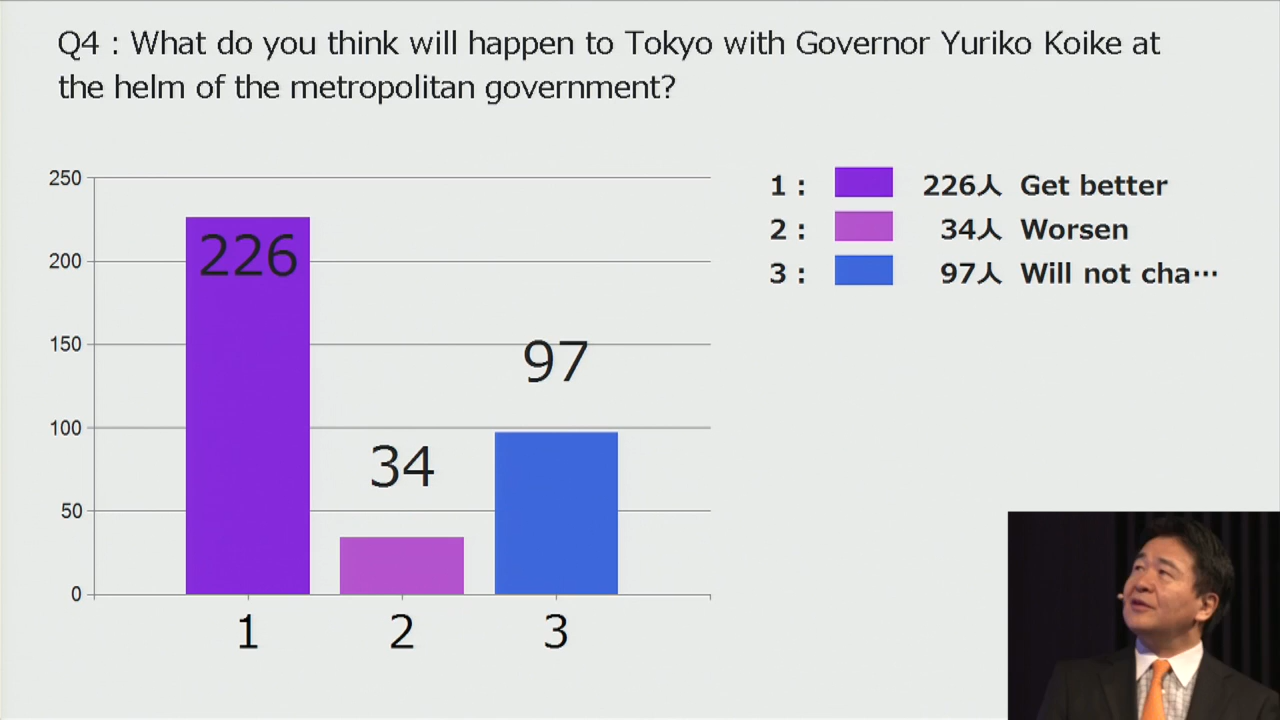 Q4 : What do you think will happen to Tokyo with Governor Yuriko Koike at
the helm of the metropolitan government?
250
200
150
100
50
0
226
34
97
1
2
3
1 : 226人 Get better
2 : 34人 Worsen
3 : 97人 Will not cha⋯